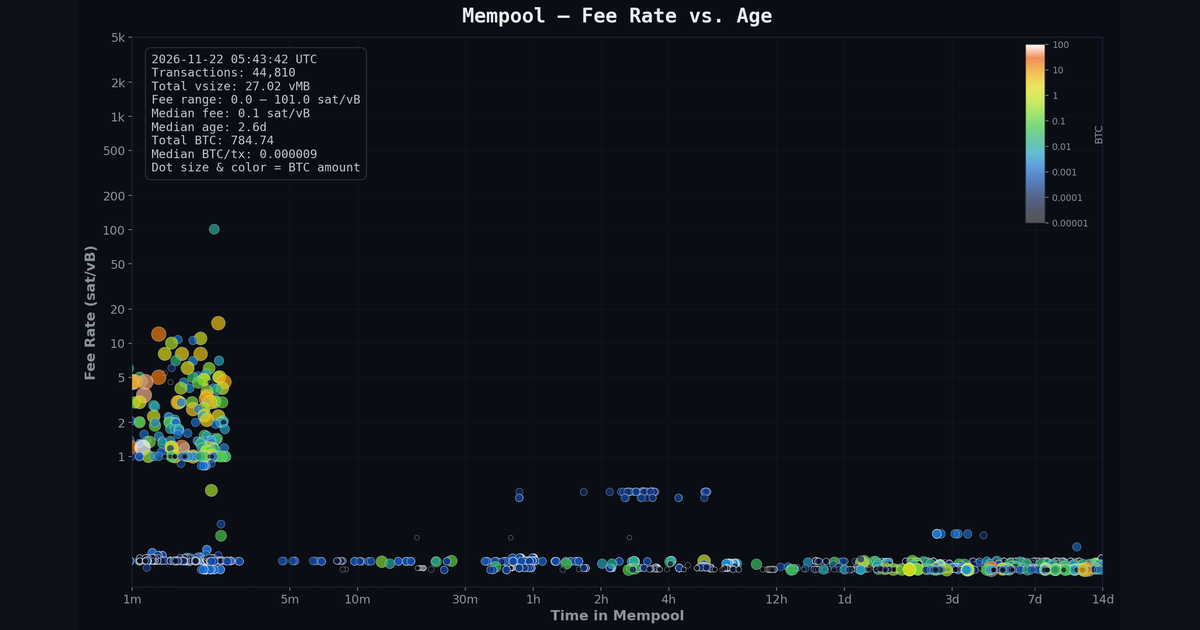 Mempool — Fee Rate vs. Age
5k
2k
1k
500
200
100
50
20
10
5
2
1
Fee Rate (sat/vB)
2026-11-22 05:43:42 UTC
Transactions: 44,810
Total vsize: 27.02 vMB
Fee range: 0.0 — 101.0 sat/vB
Median fee: 0.1 sat/vB
Median age: 2.6d
Total BTC: 784.74
Median BTC/tx: 0.000009
Dot size & color = BTC amount
100
10
1
0.1
0.01
0.001
0.0001
0.00001
BTC
1m 5m 10m 30m 1h 2h 4h 12h 1d 3d 7d 14d
Time in Mempool